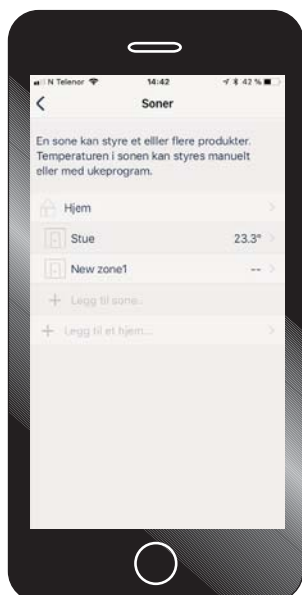 N Telenor 14:42 42 %
Soner
En sone kan styre et elller flere produkter.
Temperaturen i sonen kan styres manuelt
eller med ukeprogram.
Hjem
Stue 23.3°
New zone1 --
+ Legg til sone..
+ Legg til et hjem...